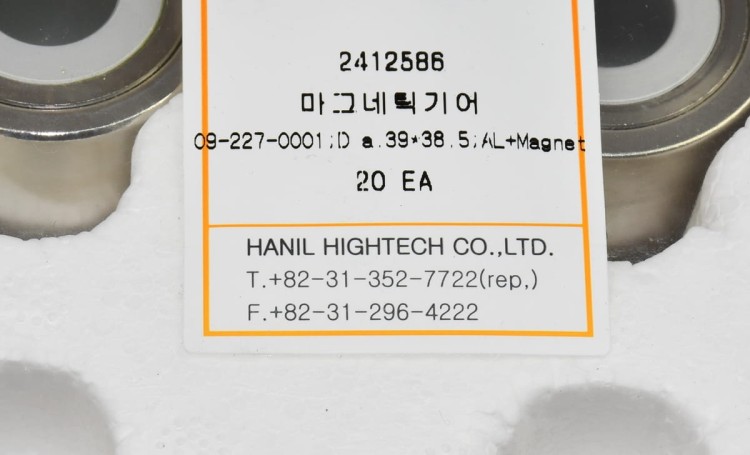 2412586
마그네틱기어
09-227-0001;D a.39*38.5;AL+Magnet
20 EA
HANIL HIGHTECH CO.,LTD.
T.+82-31-352-7722(rep,)
F.+82-31-296-4222